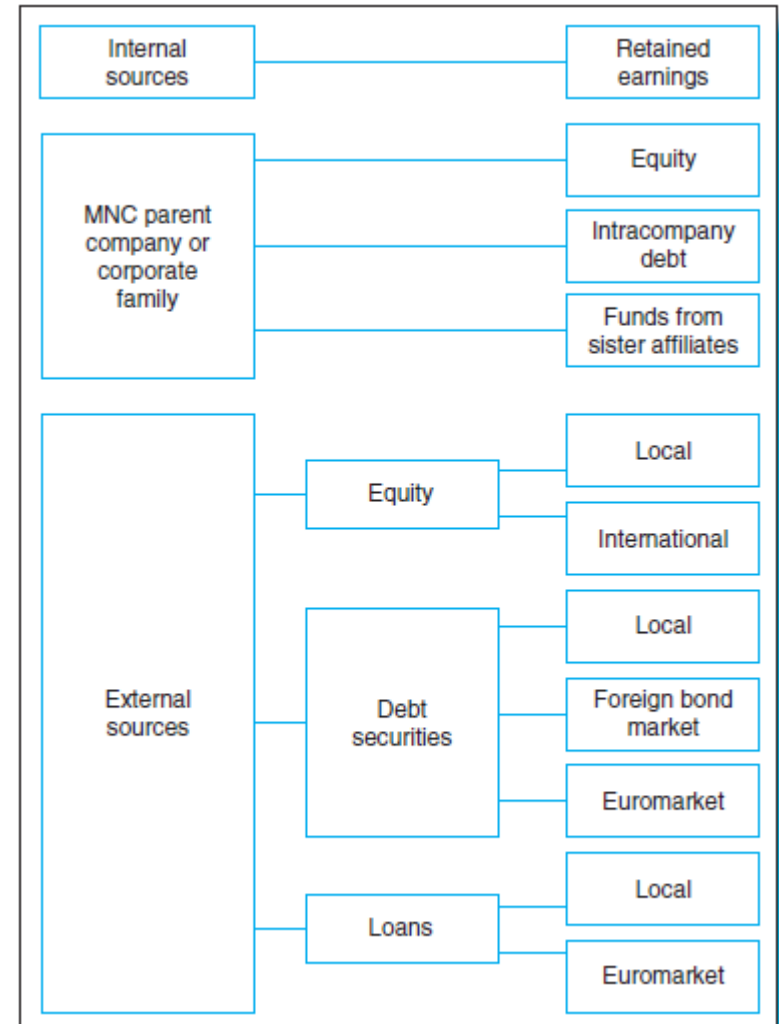 Internal
sources
Retained
earnings
MNC parent
company or
corporate
family
Equity
Intracompany
debt
Funds from
sister affiliates
External
sources
Equity
Local
International
Debt
securities
Local
Foreign bond
market
Euromarket
Loans
Local
Euromarket